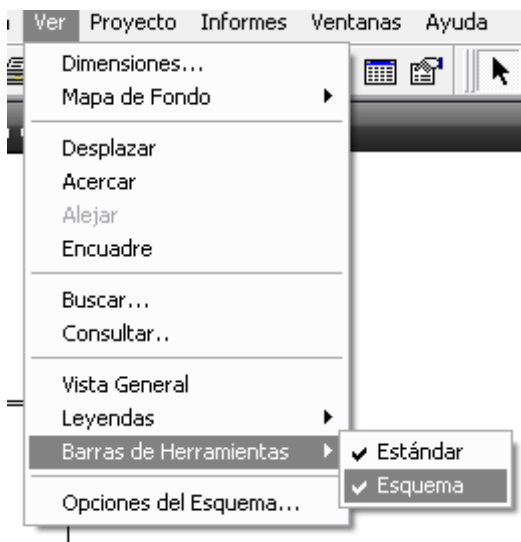 Ver Proyecto Informes Ventanas Ayuda
Dimensiones...
Mapa de Fondo
Desplazar
Acercar
Alejar
Encuadre
Buscar...
Consultar..
Vista General
Leyendas
Barras de Herramientas
Estándar
Esquema
Opciones del Esquema...